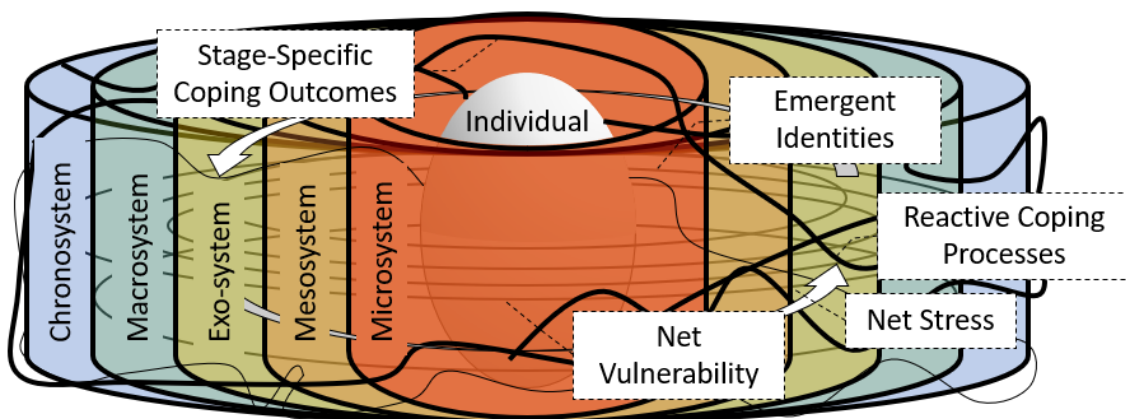 Stage-Specific
Coping Outcomes
Individual
Emergent
Identities
Chronosystem
Macrosystem
Exo-system
Mesosystem
Microsystem
Reactive Coping
Processes
Net Stress
Net
Vulnerability